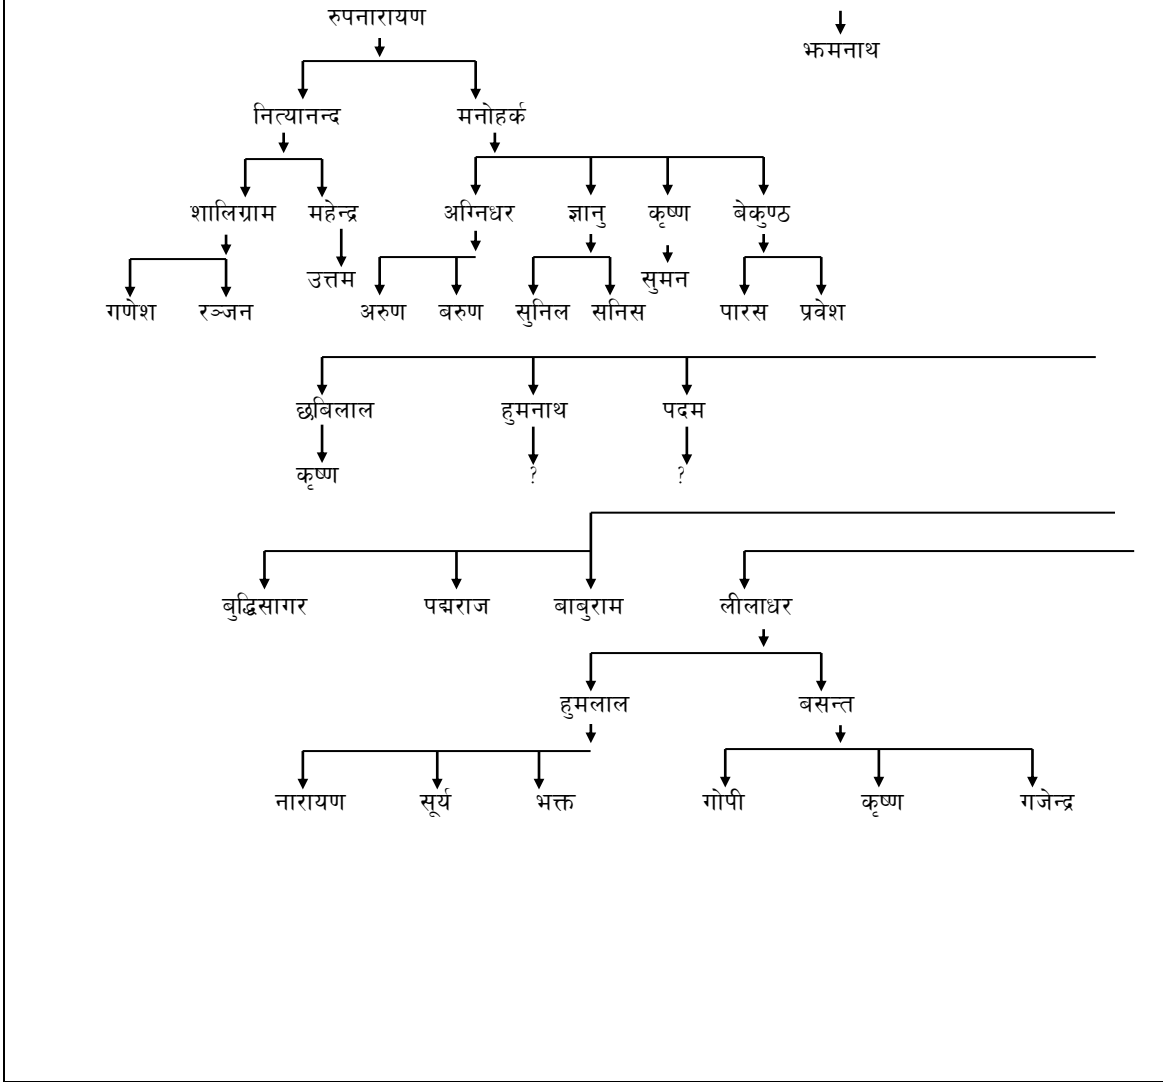 रुपनारायण
झमनाथ
नित्यानन्द मनोहर्क
शालिग्राम महेन्द्र अग्निधर ज्ञानु कृष्ण बेकुण्ठ
उत्तम सुमन
गणेश रञ्जन अरुण बरुण सुनिल सनिस पारस प्रवेश
छबिलाल हुमनाथ पदम
कृष्ण ? ?
बुद्धिसागर पद्मराज बाबुराम लीलाधर
हुमलाल बसन्त
नारायण सूर्य भक्त गोपी कृष्ण गजेन्द्र